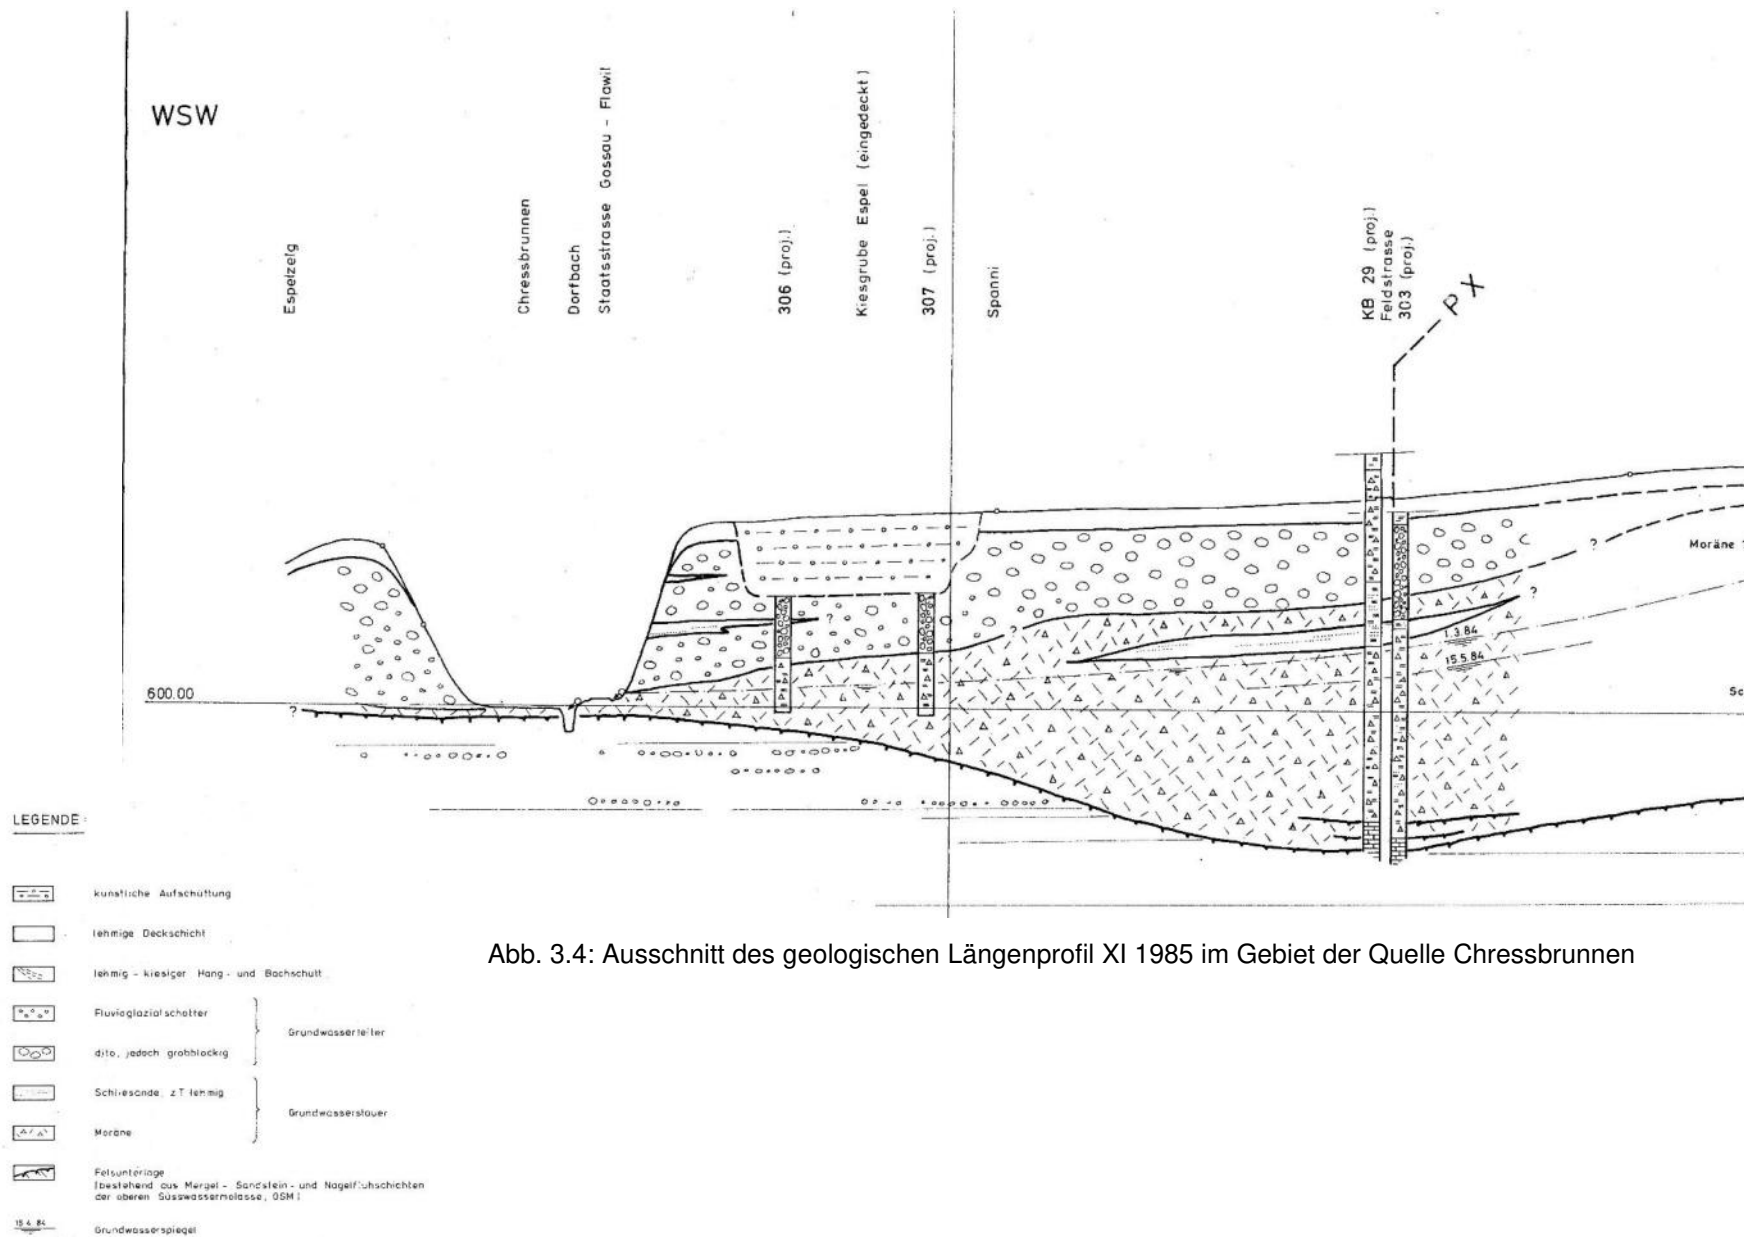 WSW
Espelzelg
Chressbrunnen
Dorfbach
Staatsstrasse Gossau - Flawil
306 (proj.)
Kiesgrube Espel (eingedeckt)
307 (proj.)
Spanni
KB 29 (proj.)
Feldstrasse
303 (proj.)
P X
?
Moräne ?
?
?
?
1.3.84
15.5.84
600.00
?
Sc
LEGENDE:
künstliche Aufschüttung
lehmige Deckschicht
lehmig - kiesiger Hang- und Bachschutt
Fluvioglazialschotter
Grundwasserleiter
dito, jedoch grobblockig
Schliesande, z.T. lehmig
Grundwasserstauer
Moräne
Felsunterlage
(bestehend aus Mergel - Sandstein - und Nagelfluhschichten
der oberen Süsswassermolasse, OSM)
15.4.84
Grundwasserspiegel
Abb. 3.4: Ausschnitt des geologischen Längenprofil XI 1985 im Gebiet der Quelle Chressbrunnen